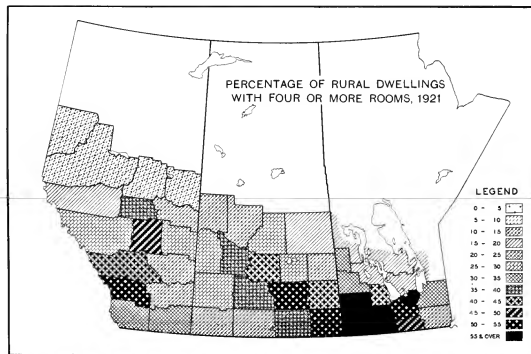 PERCENTAGE OF RURAL DWELLINGS
WITH FOUR OR MORE ROOMS, 1921
LEGEND
0 - 5
5 - 10
10 - 15
15 - 20
20 - 25
25 - 30
30 - 35
35 - 40
40 - 45
45 - 50
50 - 55
55 & OVER